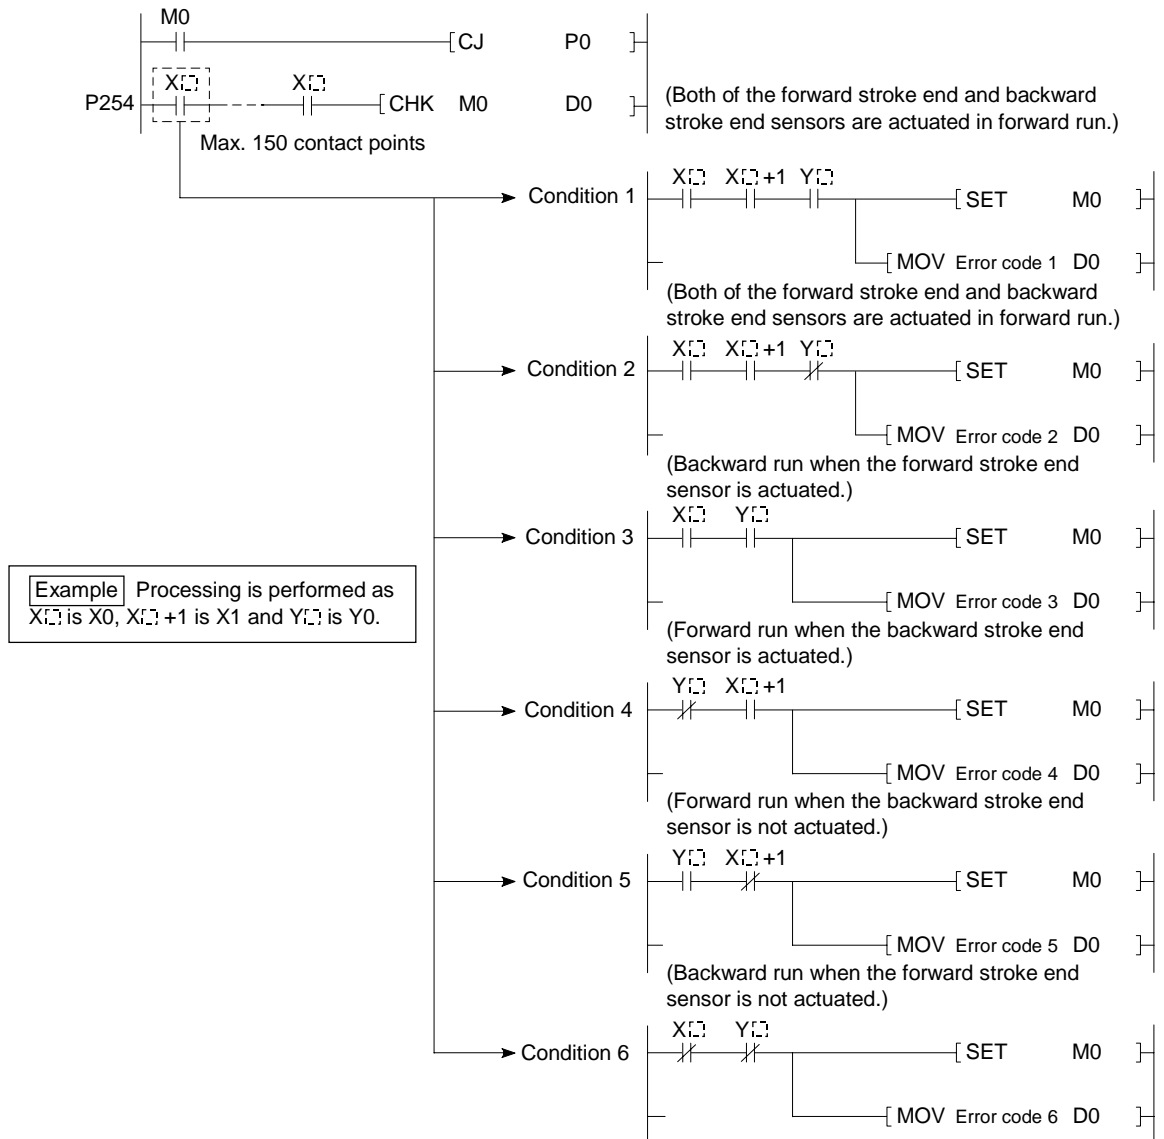 M0
[ CJ P0 ]
P254 X⬚ X⬚ [ CHK M0 D0 ]
Max. 150 contact points
(Both of the forward stroke end and backward
stroke end sensors are actuated in forward run.)
Condition 1
X⬚ X⬚ +1 Y⬚
[ SET M0 ]
[ MOV Error code 1 D0 ]
(Both of the forward stroke end and backward
stroke end sensors are actuated in forward run.)
Condition 2
X⬚ X⬚ +1 Y⬚
[ SET M0 ]
[ MOV Error code 2 D0 ]
(Backward run when the forward stroke end
sensor is actuated.)
Condition 3
X⬚ Y⬚
[ SET M0 ]
[ MOV Error code 3 D0 ]
Example Processing is performed as
X⬚ is X0, X⬚ +1 is X1 and Y⬚ is Y0.
(Forward run when the backward stroke end
sensor is actuated.)
Condition 4
Y⬚ X⬚ +1
[ SET M0 ]
[ MOV Error code 4 D0 ]
(Forward run when the backward stroke end
sensor is not actuated.)
Condition 5
Y⬚ X⬚ +1
[ SET M0 ]
[ MOV Error code 5 D0 ]
(Backward run when the forward stroke end
sensor is not actuated.)
Condition 6
X⬚ Y⬚
[ SET M0 ]
[ MOV Error code 6 D0 ]